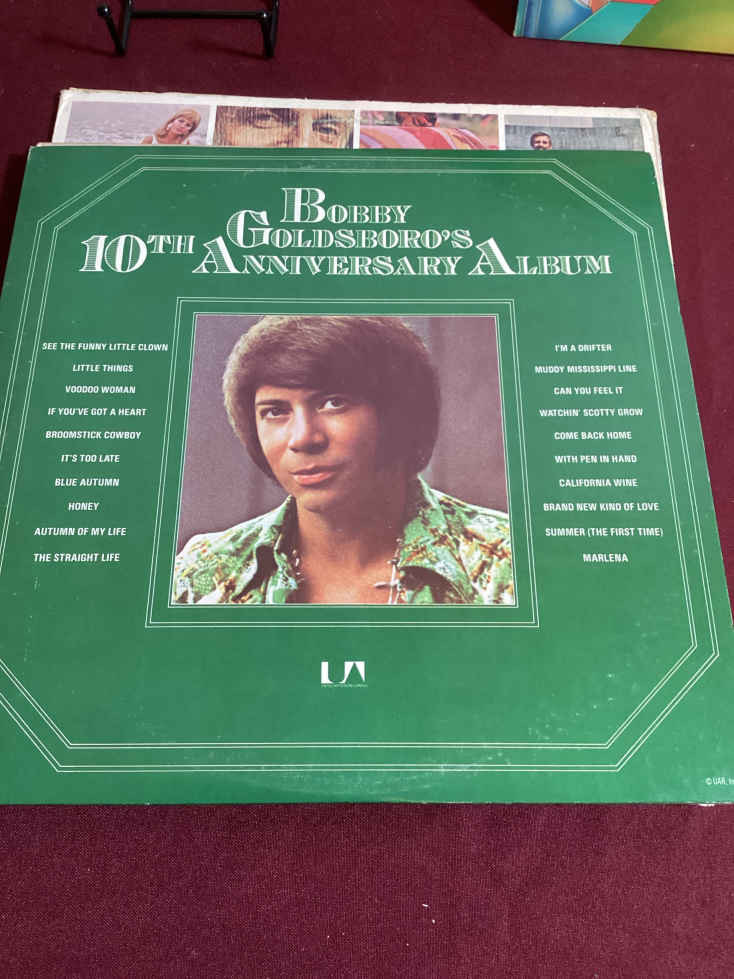 BOBBY
GOLDSBORO'S
10TH ANNIVERSARY ALBUM
SEE THE FUNNY LITTLE CLOWN
LITTLE THINGS
VOODOO WOMAN
IF YOU'VE GOT A HEART
BROOMSTICK COWBOY
IT'S TOO LATE
BLUE AUTUMN
HONEY
AUTUMN OF MY LIFE
THE STRAIGHT LIFE
I'M A DRIFTER
MUDDY MISSISSIPPI LINE
CAN YOU FEEL IT
WATCHIN' SCOTTY GROW
COME BACK HOME
WITH PEN IN HAND
CALIFORNIA WINE
BRAND NEW KIND OF LOVE
SUMMER (THE FIRST TIME)
MARLENA
UA
© UAR, In